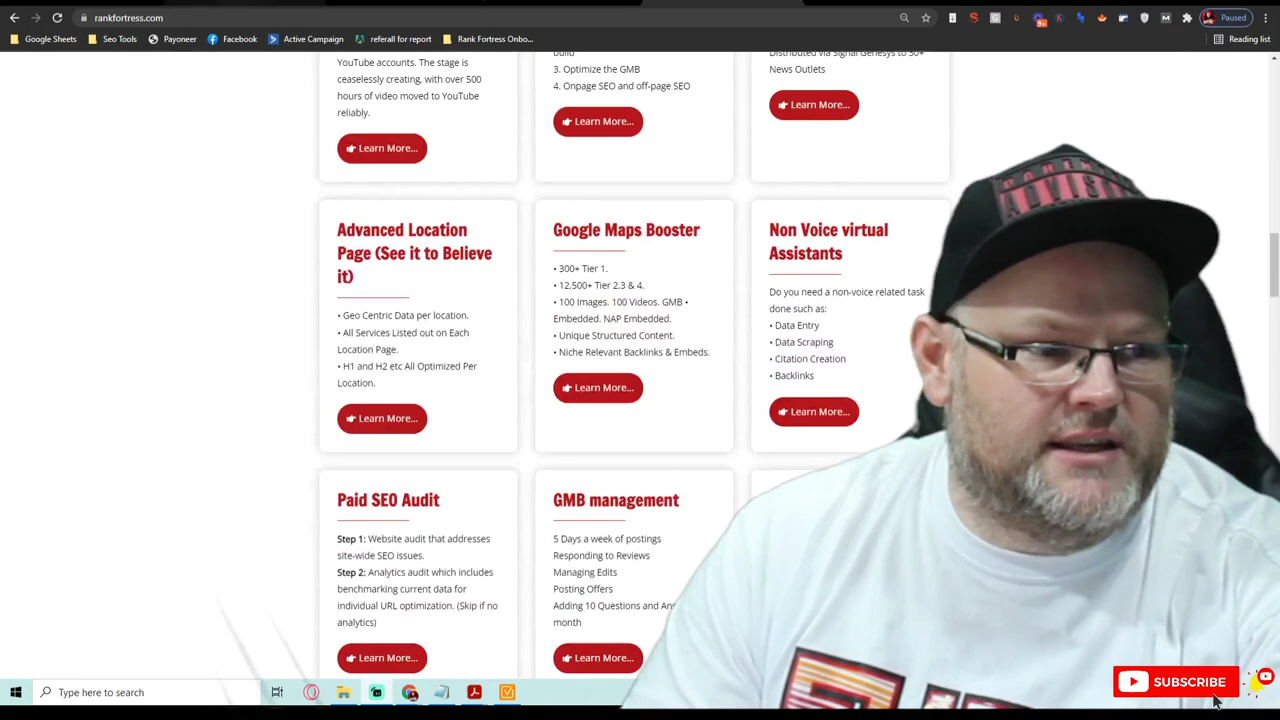 rankfortress.com
Paused
Google Sheets
SEO Tools
Payoneer
Facebook
Active Campaign
referall for report
Rank Fortress Onbo...
Reading list
YouTube accounts. The stage is
ceaselessly creating, with over 500
hours of video moved to YouTube
reliably.
Learn More...
build
3. Optimize the GMB
4. Onpage SEO and off-page SEO
Learn More...
Distributed via Signal Genesys to 30+
News Outlets
Learn More...
Advanced Location
Page (See it to Believe
it)
• Geo Centric Data per location.
• All Services Listed out on Each
Location Page.
• H1 and H2 etc All Optimized Per
Location.
Learn More...
Google Maps Booster
• 300+ Tier 1.
• 12,500+ Tier 2,3 & 4.
• 100 Images. 100 Videos. GMB •
Embedded. NAP Embedded.
• Unique Structured Content.
• Niche Relevant Backlinks & Embeds.
Learn More...
Non Voice virtual
Assistants
Do you need a non-voice related task
done such as:
• Data Entry
• Data Scraping
• Citation Creation
• Backlinks
Learn More...
Paid SEO Audit
Step 1: Website audit that addresses
site-wide SEO issues.
Step 2: Analytics audit which includes
benchmarking current data for
individual URL optimization. (Skip if no
analytics)
Learn More...
GMB management
5 Days a week of postings
Responding to Reviews
Managing Edits
Posting Offers
Adding 10 Questions and
month
Learn More...
ADVIS
SUBSCRIBE
Type here to search